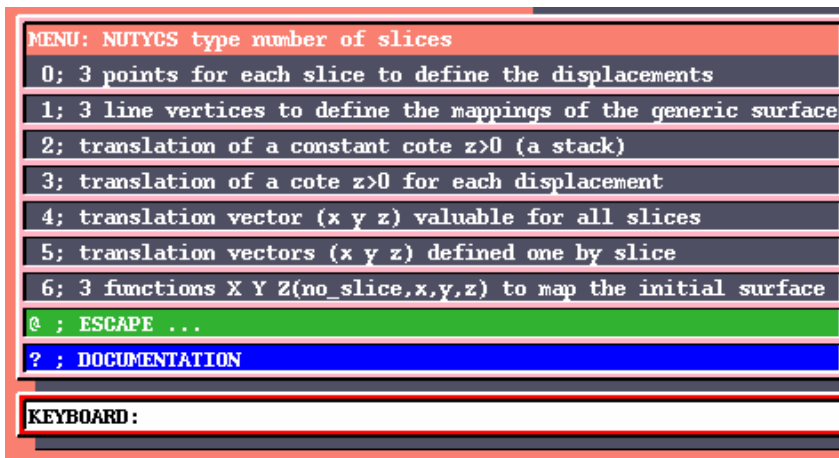 MENU: NUTYCS type number of slices
0; 3 points for each slice to define the displacements
1; 3 line vertices to define the mappings of the generic surface
2; translation of a constant cote z>0 (a stack)
3; translation of a cote z>0 for each displacement
4; translation vector (x y z) valuable for all slices
5; translation vectors (x y z) defined one by slice
6; 3 functions X Y Z(no_slice,x,y,z) to map the initial surface
@ ; ESCAPE ...
? ; DOCUMENTATION
KEYBOARD: